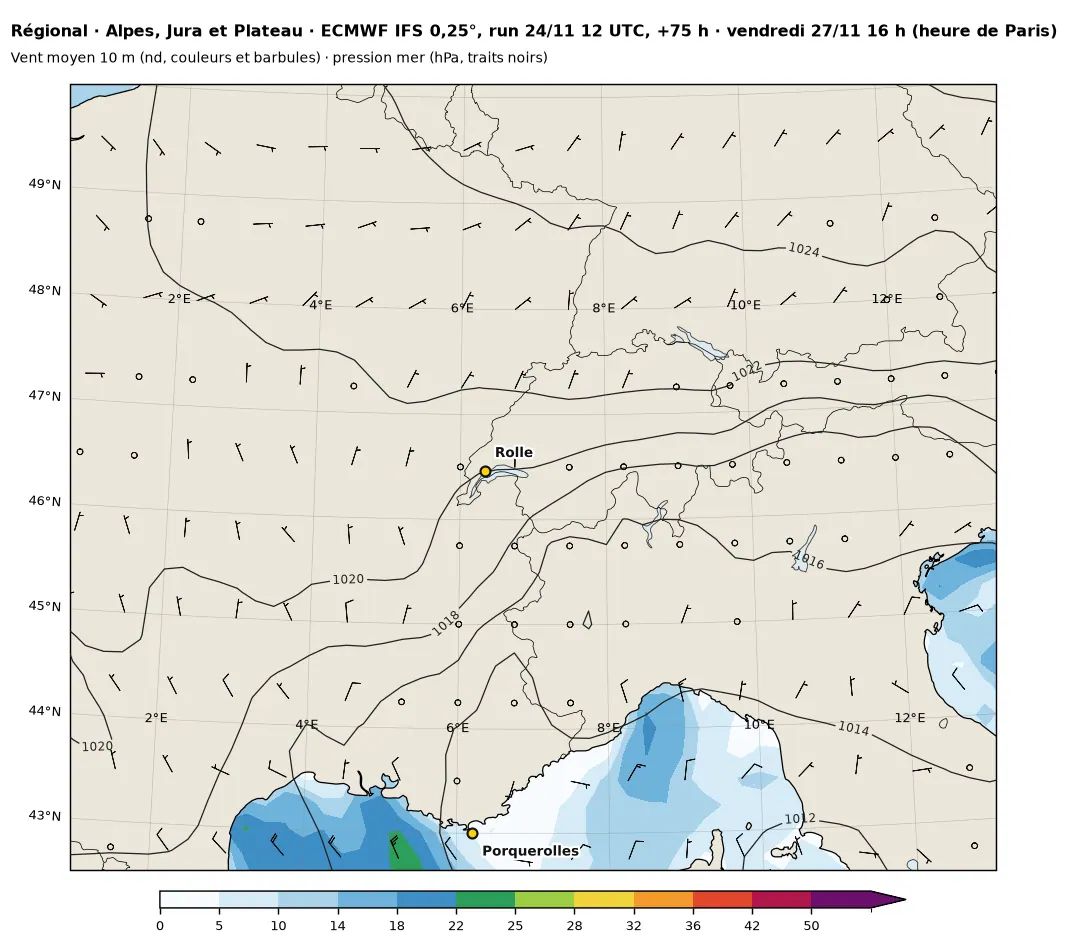 Régional · Alpes, Jura et Plateau · ECMWF IFS 0,25°, run 24/11 12 UTC, +75 h · vendredi 27/11 16 h (heure de Paris)
Vent moyen 10 m (nd, couleurs et barbules) · pression mer (hPa, traits noirs)
49°N
1024
48°N
2°E 4°E 6°E 8°E 10°E 12°E
1022
47°N
Rolle
46°N
1016
1020
45°N
1018
44°N
2°E 4°E 6°E 8°E 10°E 12°E
1014
1020
43°N
1012
Porquerolles
0 5 10 14 18 22 25 28 32 36 42 50